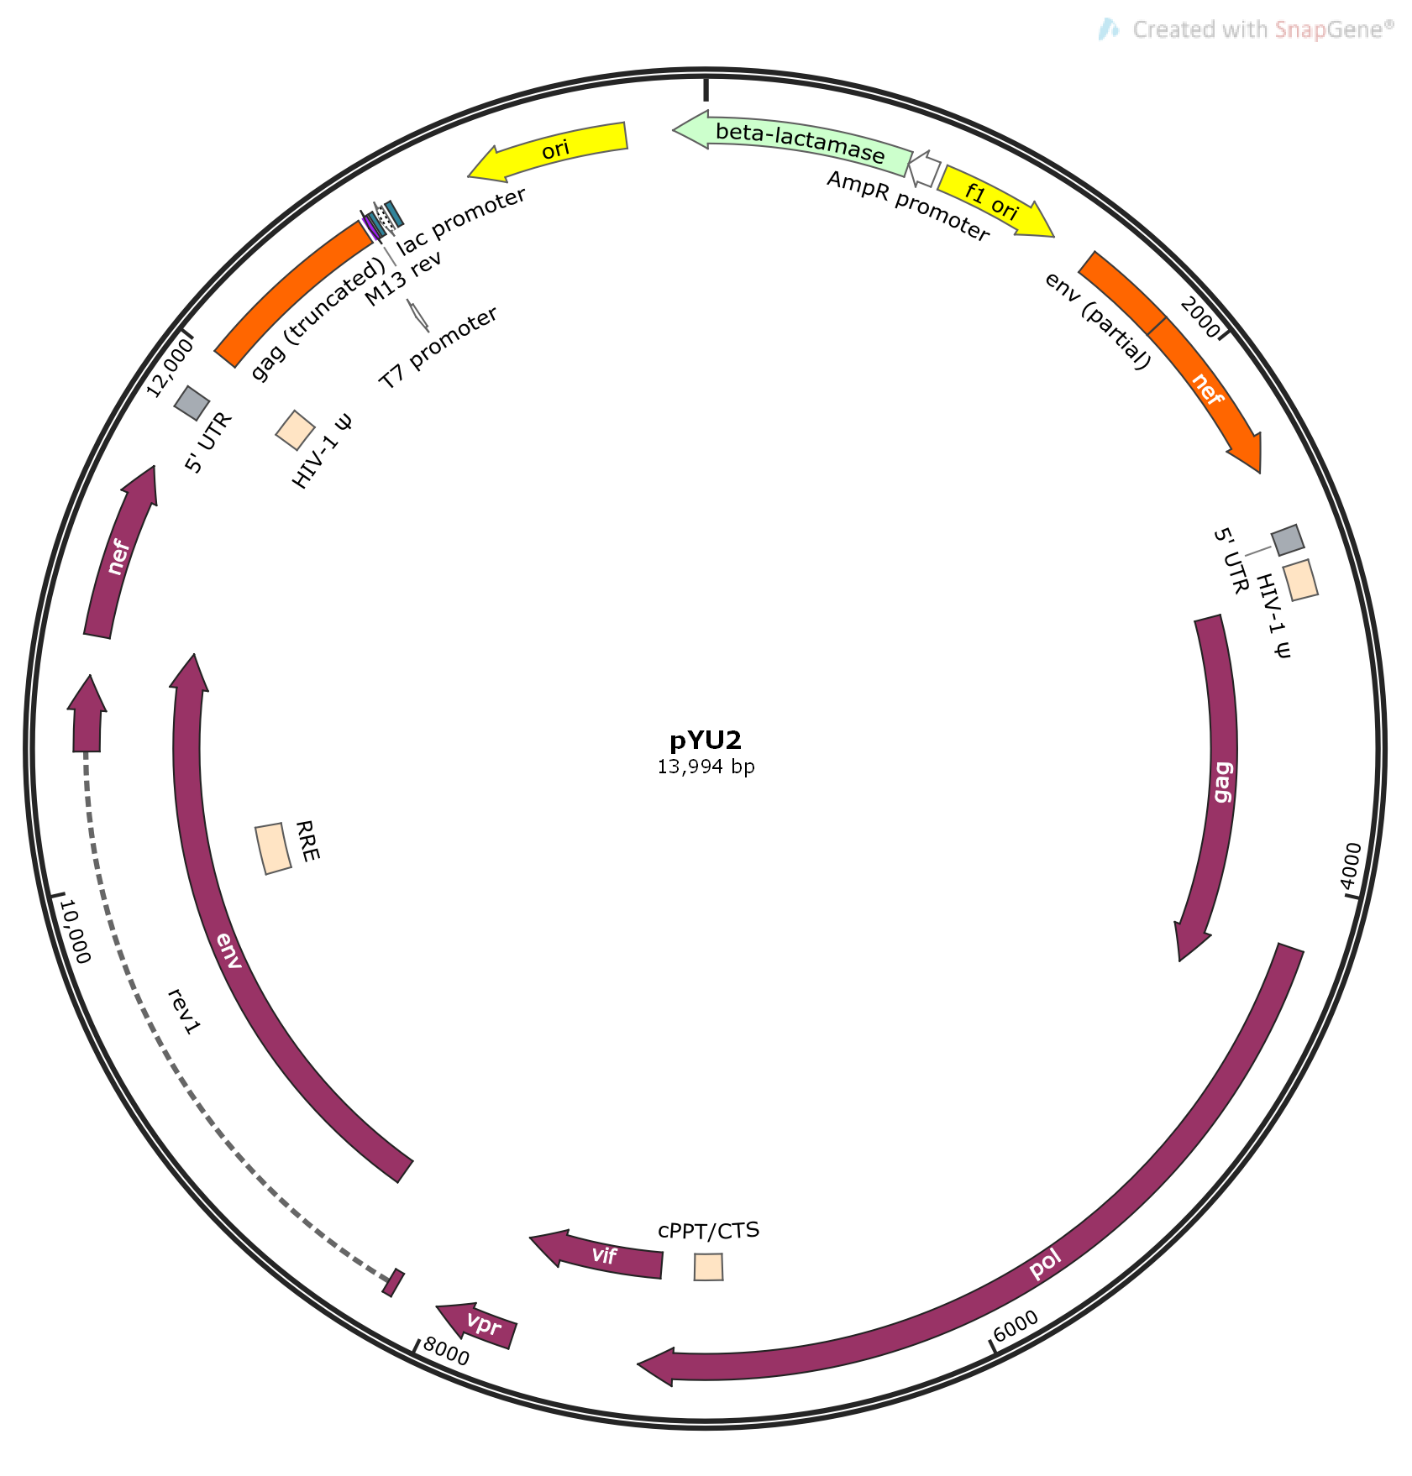 Created with SnapGene®
beta-lactamase
AmpR promoter
f1 ori
ori
lac promoter
M13 rev
gag (truncated)
T7 promoter
env (partial)
2000
nef
12,000
5' UTR
HIV-1 Ψ
5' UTR
HIV-1 Ψ
nef
pYU2
13,994 bp
gag
RRE
4000
10,000
env
rev1
cPPT/CTS
vif
pol
vpr
6000
8000